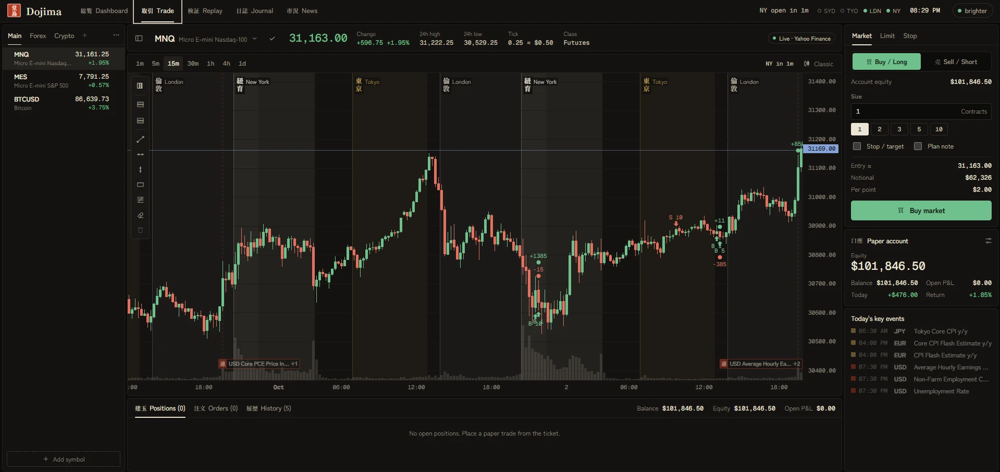 堂島 Dojima
総覧 Dashboard
取引 Trade
検証 Replay
日誌 Journal
市況 News
NY open in 1m
SYD TYO LDN NY
08:29 PM
brighter
Main Forex Crypto + ...
MNQ 31,161.25
Micro E-mini Nasdaq... +1.95%
MES 7,791.25
Micro E-mini S&P 500 +0.57%
BTCUSD 86,639.73
Bitcoin +3.75%
+ Add symbol
MNQ Micro E-mini Nasdaq-100
31,163.00
Change
+596.75 +1.95%
24h high
31,222.25
24h low
30,529.25
Tick
0.25 = $0.50
Class
Futures
Live · Yahoo Finance
1m 5m 15m 30m 1h 4h 1d
NY in 1m
Classic
倫敦 London
紐育 New York
東京 Tokyo
倫敦 London
紐育 New York
東京 Tokyo
倫敦 London
31400.00
31300.00
31200.00
31169.00
31100.00
31000.00
30900.00
30800.00
30700.00
30600.00
30500.00
30400.00
S 10
+11
B 5
-385
+1385
-15
B 10
USD Core PCE Price In... +1
USD Average Hourly Ea... +2
:00 18:00 Oct 06:00 12:00 18:00 2 06:00 12:00 18:00
建玉 Positions (0)
注文 Orders (0)
履歴 History (5)
Balance $101,846.50
Equity $101,846.50
Open P&L $0.00
No open positions. Place a paper trade from the ticket.
Market Limit Stop
買 Buy / Long
売 Sell / Short
Account equity $101,846.50
Size
1 Contracts
1 2 3 5 10
Stop / target
Plan note
Entry ≈ 31,163.00
Notional $62,326
Per point $2.00
買 Buy market
口座 Paper account
Equity
$101,846.50
Balance $101,846.50 Open P&L $0.00
Today +$476.00 Return +1.85%
Today's key events
06:30 AM JPY Tokyo Core CPI y/y
04:00 PM EUR Core CPI Flash Estimate y/y
04:00 PM EUR CPI Flash Estimate y/y
07:30 PM USD Average Hourly Earnings ...
07:30 PM USD Non-Farm Employment C...
07:30 PM USD Unemployment Rate